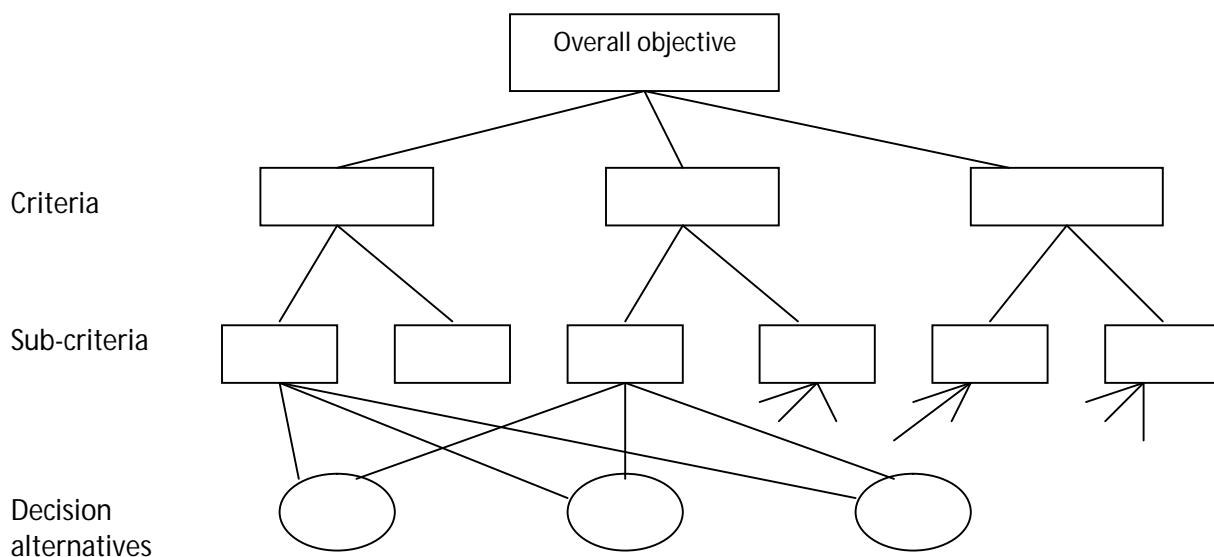 Overall objective
Criteria
Sub-criteria
Decision
alternatives